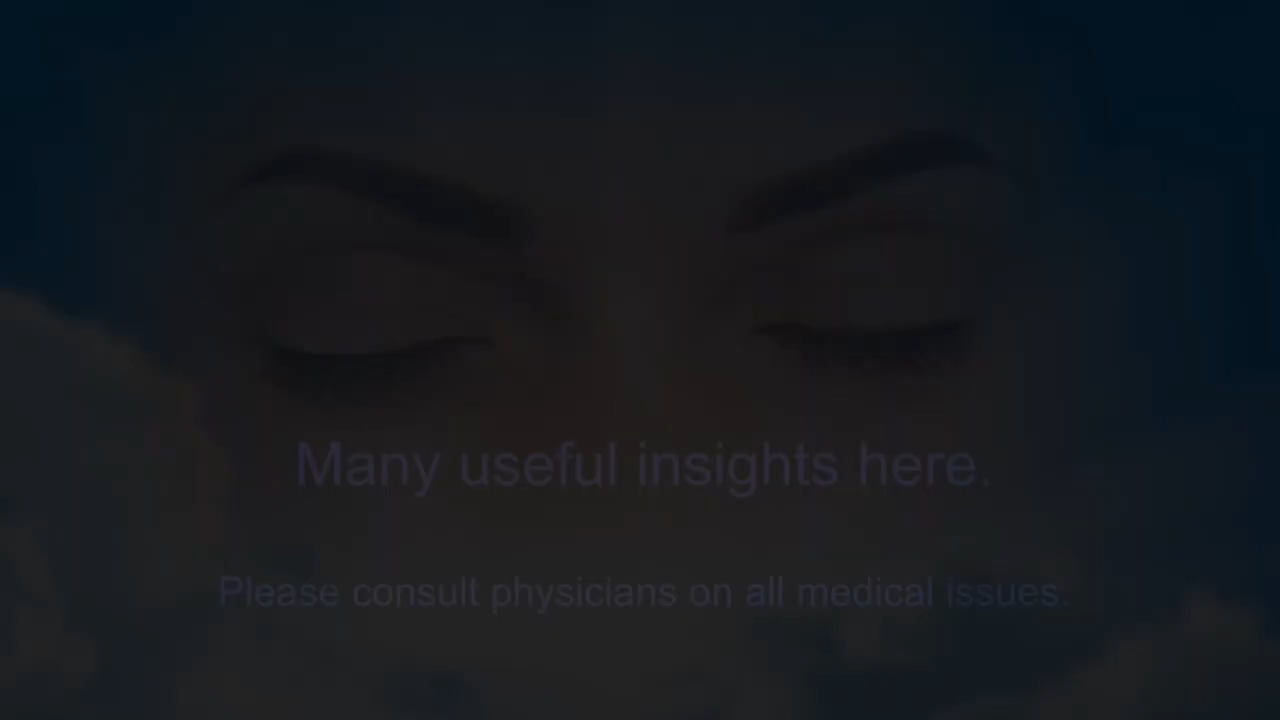 Many useful insights here.
Please consult physicians on all medical issues.